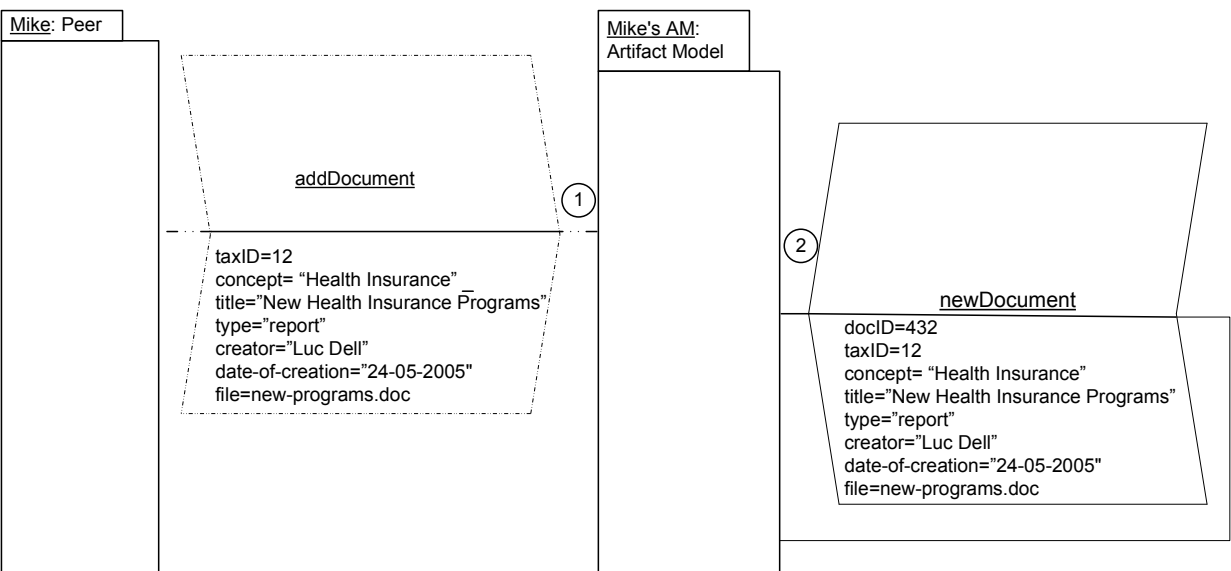 Mike: Peer
addDocument
1
taxID=12
concept= “Health Insurance” _
title=”New Health Insurance Programs”
type=”report”
creator=”Luc Dell”
date-of-creation=”24-05-2005"
file=new-programs.doc
Mike's AM:
Artifact Model
2
newDocument
docID=432
taxID=12
concept= “Health Insurance”
title=”New Health Insurance Programs”
type=”report”
creator=”Luc Dell”
date-of-creation=”24-05-2005"
file=new-programs.doc